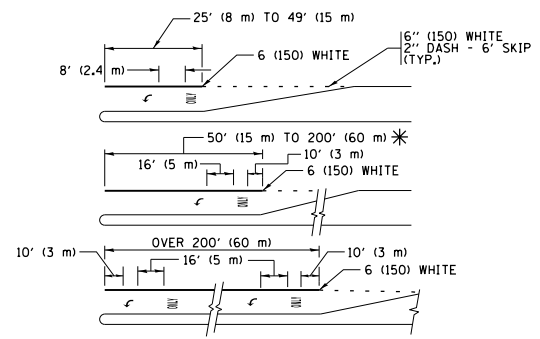 25' (8 m) TO 49' (15 m)
6" (150) WHITE
2" DASH - 6' SKIP
(TYP.)
6 (150) WHITE
8' (2.4 m)
ONLY
50' (15 m) TO 200' (60 m) *
16' (5 m)
10' (3 m)
6 (150) WHITE
ONLY
OVER 200' (60 m)
10' (3 m)
16' (5 m)
10' (3 m)
6 (150) WHITE
ONLY
ONLY